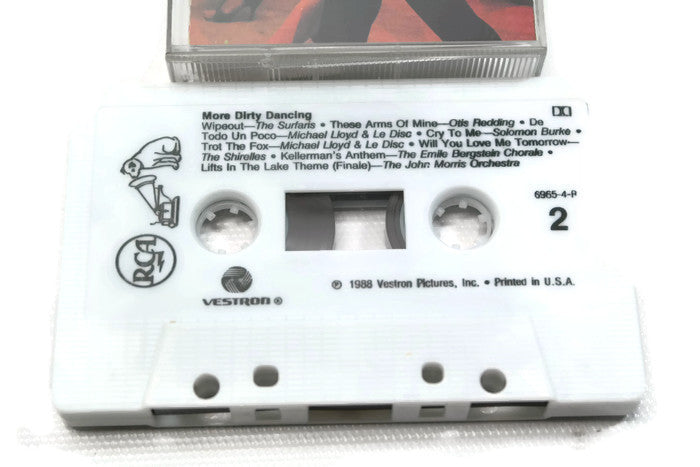 More Dirty Dancing
Wipeout—The Surfaris • These Arms Of Mine—Otis Redding • De
Todo Un Poco—Michael Lloyd & Le Disc • Cry To Me—Solomon Burke •
Trot The Fox—Michael Lloyd & Le Disc • Will You Love Me Tomorrow—
The Shirelles • Kellerman's Anthem—The Emile Bergstein Chorale •
Lifts In The Lake Theme (Finale)—The John Morris Orchestra
6965-4-R
2
RCA
VESTRON ®
℗ 1988 Vestron Pictures, Inc. • Printed in U.S.A.